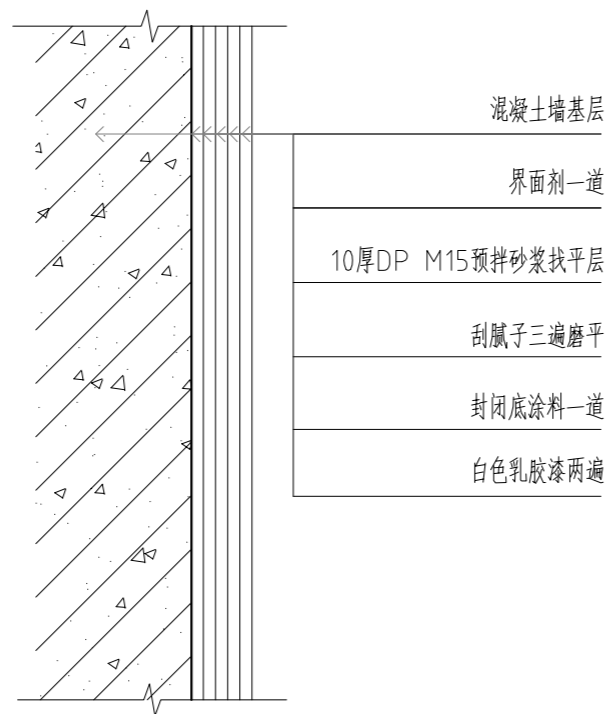 混凝土墙基层
界面剂一道
10厚DP M15预拌砂浆找平层
刮腻子三遍磨平
封闭底涂料一道
白色乳胶漆两遍